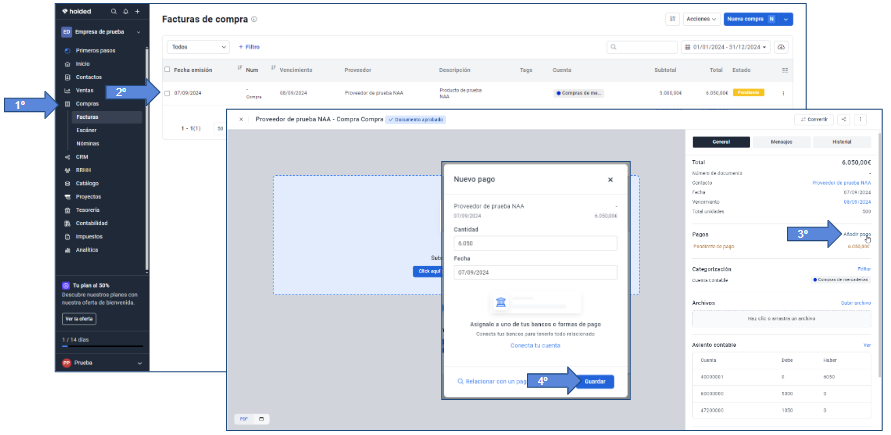 holded
Facturas de compra
Acciones
Nueva compra N
ED Empresa de prueba
Primeros pasos
Inicio
Contactos
Ventas
Compras
Facturas
Escáner
Nóminas
CRM
RRHH
Catálogo
Proyectos
Tesorería
Contabilidad
Impuestos
Analítica
Tu plan al 50%
Descubre nuestros planes con
nuestra oferta de bienvenida.
Ver la oferta
1 / 14 días
PP Prueba
Todos
+ Filtro
01/01/2024 - 31/12/2024
Fecha emisión Num Vencimiento Proveedor Descripción Tags Cuenta Subtotal Total Estado
07/09/2024 - Compra 08/09/2024 Proveedor de prueba NAA Producto de prueba NAA Compras de me... 5.000,00€ 6.050,00€ Pendiente
1 - 1(1) 50
1º
2º
3º
4º
Proveedor de prueba NAA - Compra Compra Documento aprobado
Convertir
Click aquí
PDF
Nuevo pago
Proveedor de prueba NAA -
07/09/2024 6.050,00€
Cantidad
6.050
Fecha
07/09/2024
Asígnalo a uno de tus bancos o formas de pago
Conecta tus bancos para tenerlo todo relacionado
Conecta tu cuenta
Relacionar con un pag
Guardar
General Mensajes Historial
Total 6.050,00€
Número de documento -
Contacto Proveedor de prueba NAA
Fecha 07/09/2024
Vencimiento 08/09/2024
Total unidades 500
Pagos Añadir pago
Pendiente de pago 6.050,00€
Categorización Editar
Cuenta contable Compras de mercaderías
Archivos Subir archivo
Haz clic o arrastra un archivo
Asiento contable Ver
Cuenta Debe Haber
40000001 0 6050
60000000 5000 0
47200000 1050 0